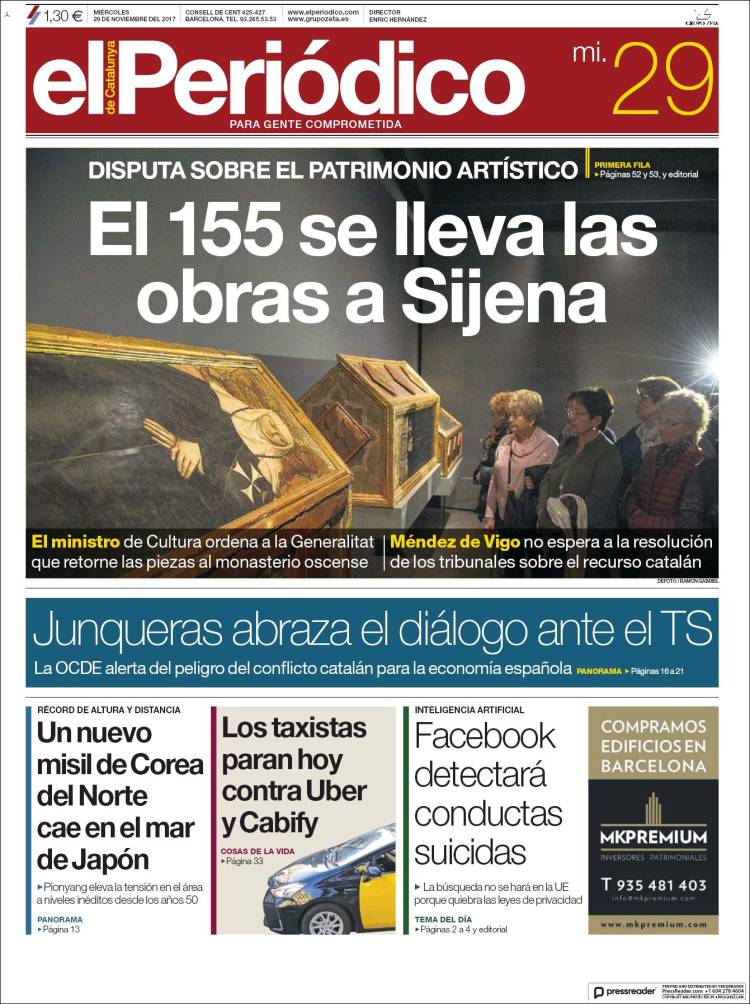 1,30 €
MIÉRCOLES
29 DE NOVIEMBRE DEL 2017
CONSELL DE CENT 425-427
BARCELONA. TEL. 93.265.53.53
www.elperiodico.com
www.grupozeta.es
DIRECTOR
ENRIC HERNÁNDEZ
el Periódico
de Catalunya
mi. 29
PARA GENTE COMPROMETIDA
DISPUTA SOBRE EL PATRIMONIO ARTÍSTICO
PRIMERA FILA
▸Páginas 52 y 53, y editorial
El 155 se lleva las
obras a Sijena
El ministro de Cultura ordena a la Generalitat
que retorne las piezas al monasterio oscense
Méndez de Vigo no espera a la resolución
de los tribunales sobre el recurso catalán
DEFOTO / RAMON GABRIEL
Junqueras abraza el diálogo ante el TS
La OCDE alerta del peligro del conflicto catalán para la economía española PANORAMA ▸ Páginas 16 a 21
RÉCORD DE ALTURA Y DISTANCIA
Un nuevo
misil de Corea
del Norte
cae en el mar
de Japón
▸Pionyang eleva la tensión en el área
a niveles inéditos desde los años 50
PANORAMA
▸Página 13
Los taxistas
paran hoy
contra Uber
y Cabify
COSAS DE LA VIDA
▸Página 33
INTELIGENCIA ARTIFICIAL
Facebook
detectará
conductas
suicidas
▸ La búsqueda no se hará en la UE
porque quiebra las leyes de privacidad
TEMA DEL DÍA
▸Páginas 2 a 4 y editorial
COMPRAMOS
EDIFICIOS EN
BARCELONA
MKPREMIUM
INVERSORES PATRIMONIALES
T 935 481 403
info@mkpremium.com
www.mkpremium.com
pressreader
PRINTED AND DISTRIBUTED BY PRESSREADER
PressReader.com +1 604 278 4604
COPYRIGHT AND PROTECTED BY APPLICABLE LAW